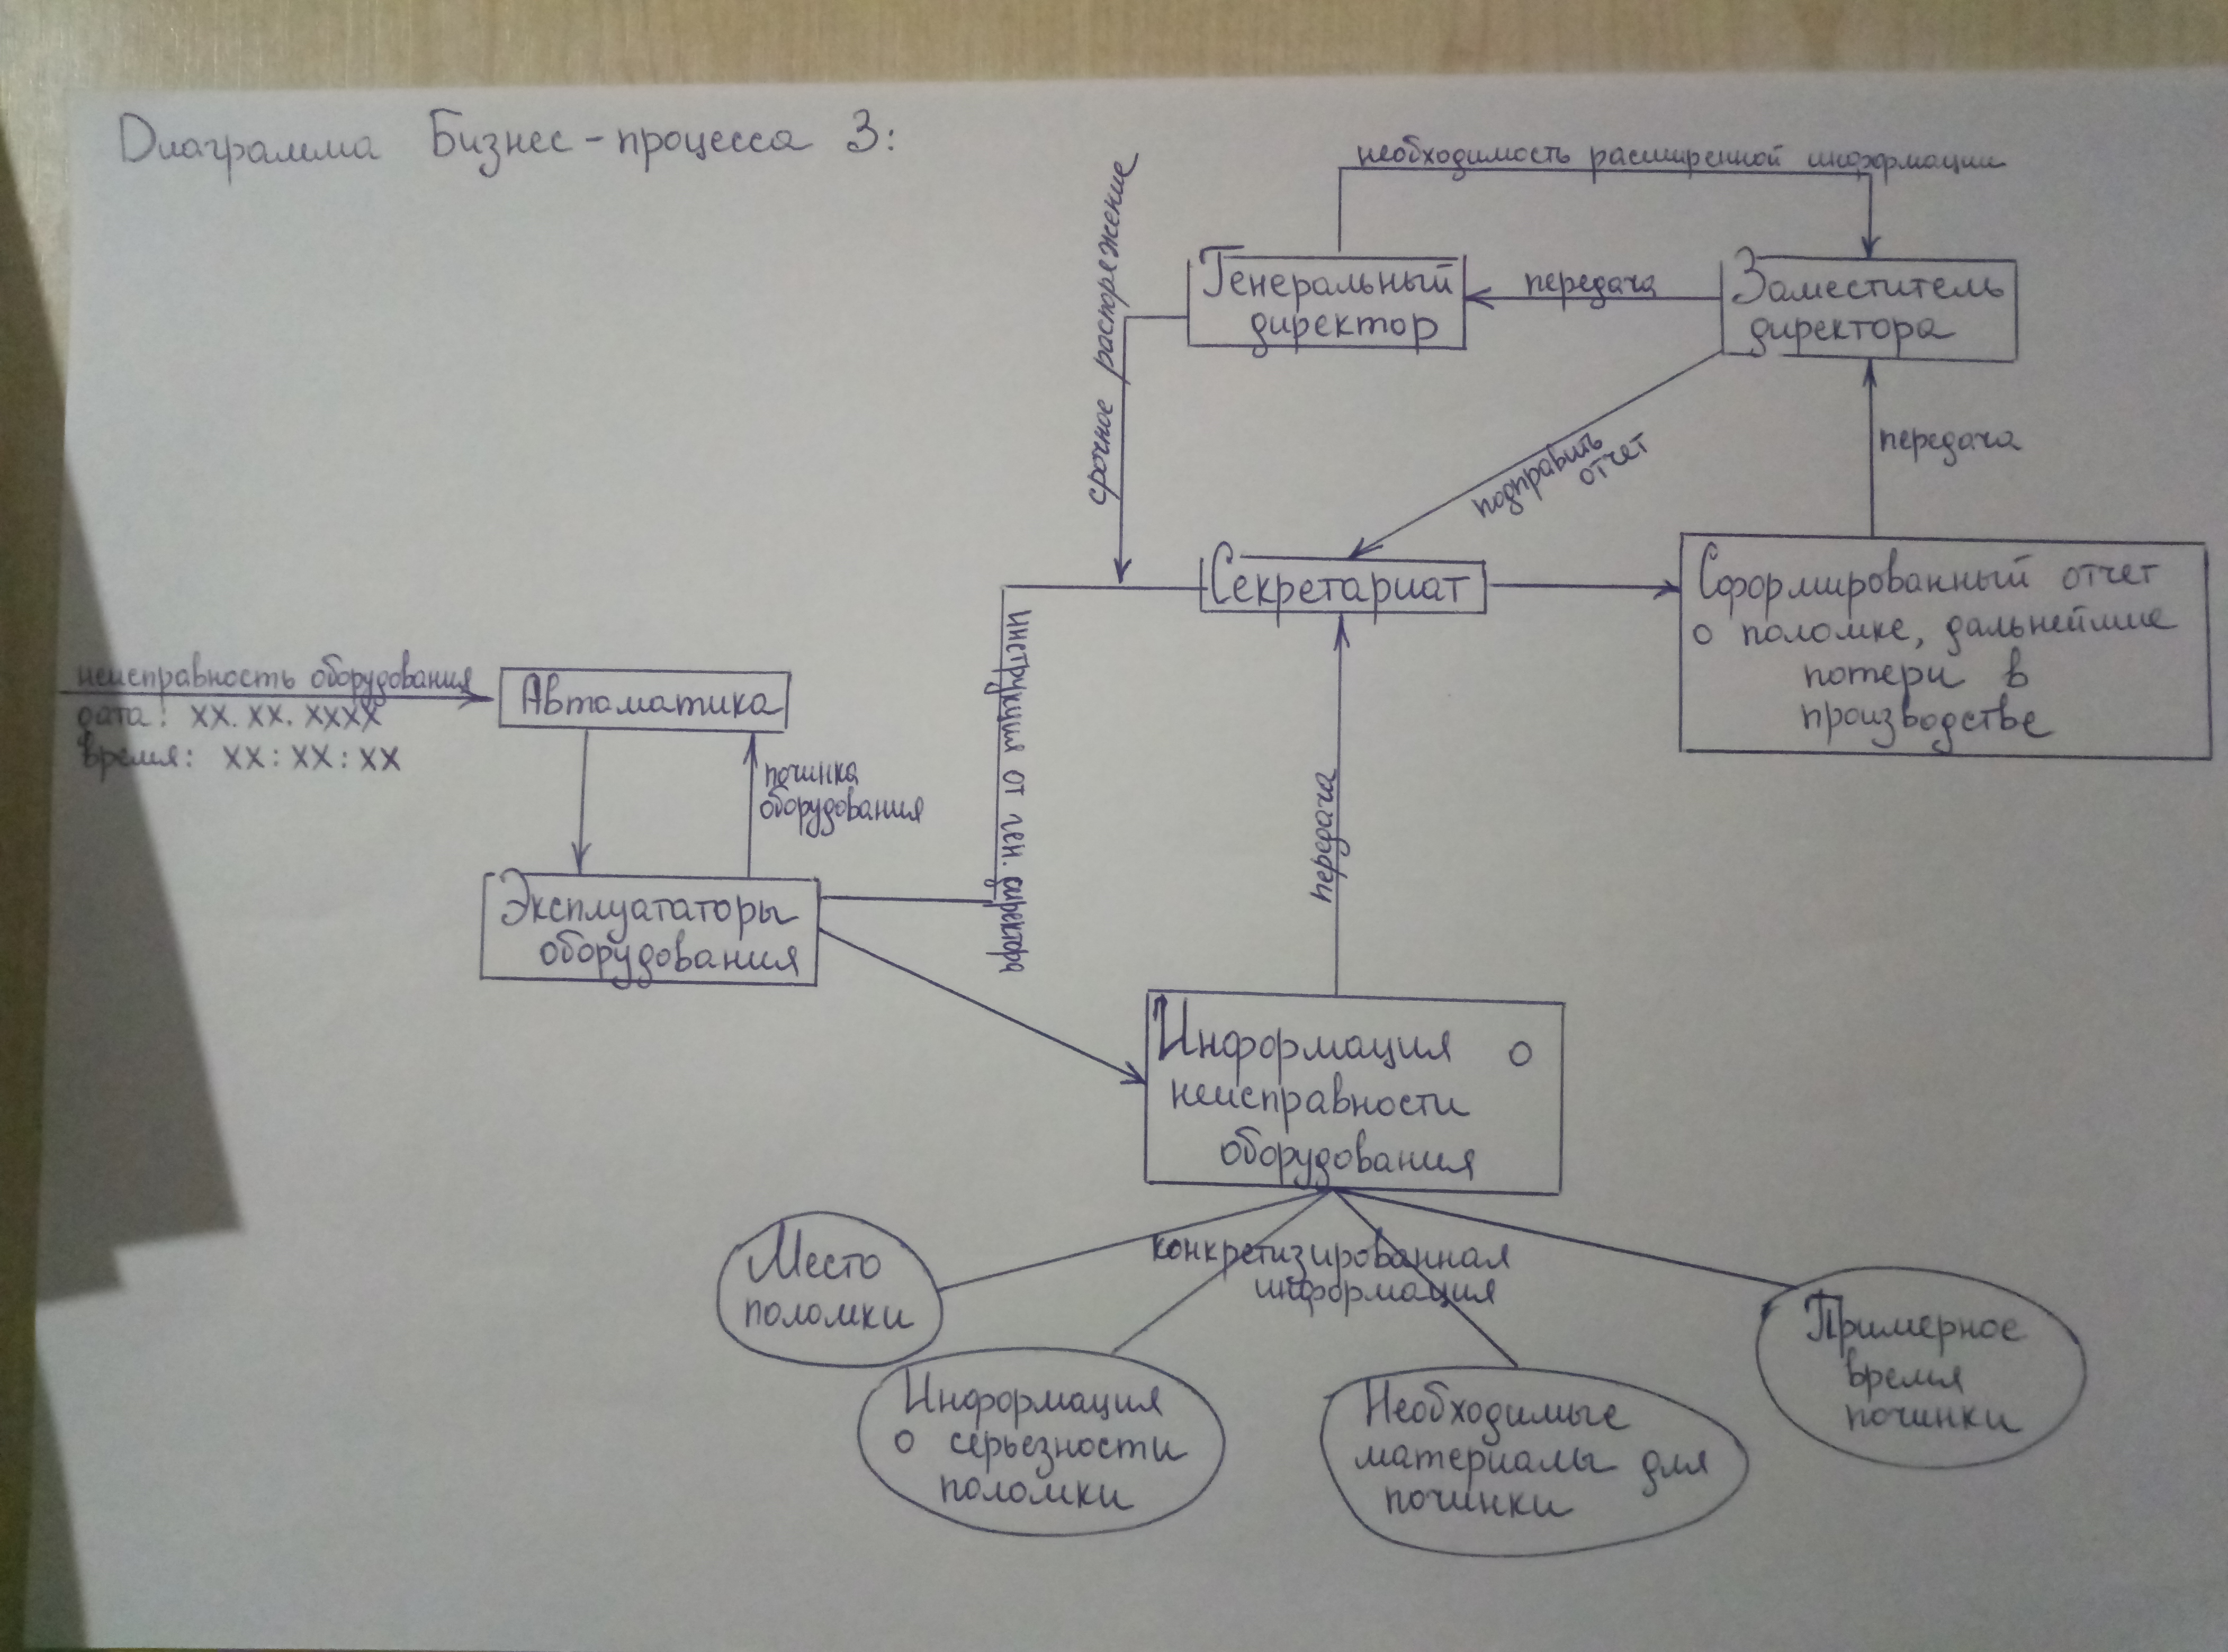 Диаграмма Бизнес-процесса 3:
необходимость расширенной информации
срочное распоряжение
Генеральный
директор
передача
Заместитель
директора
подправить
отчет
передача
Секретариат
Сформированный отчет
о поломке, дальнейшие
потери в
производстве
неисправность оборудования
дата: xx.xx.xxxx
время: xx:xx:xx
Автоматика
починка
оборудования
инструкции от ген. директора
передача
Эксплуататоры
оборудования
Информация о
неисправности
оборудования
конкретизированная
информация
Место
поломки
Информация
о серьезности
поломки
Необходимые
материалы для
починки
Примерное
время
починки